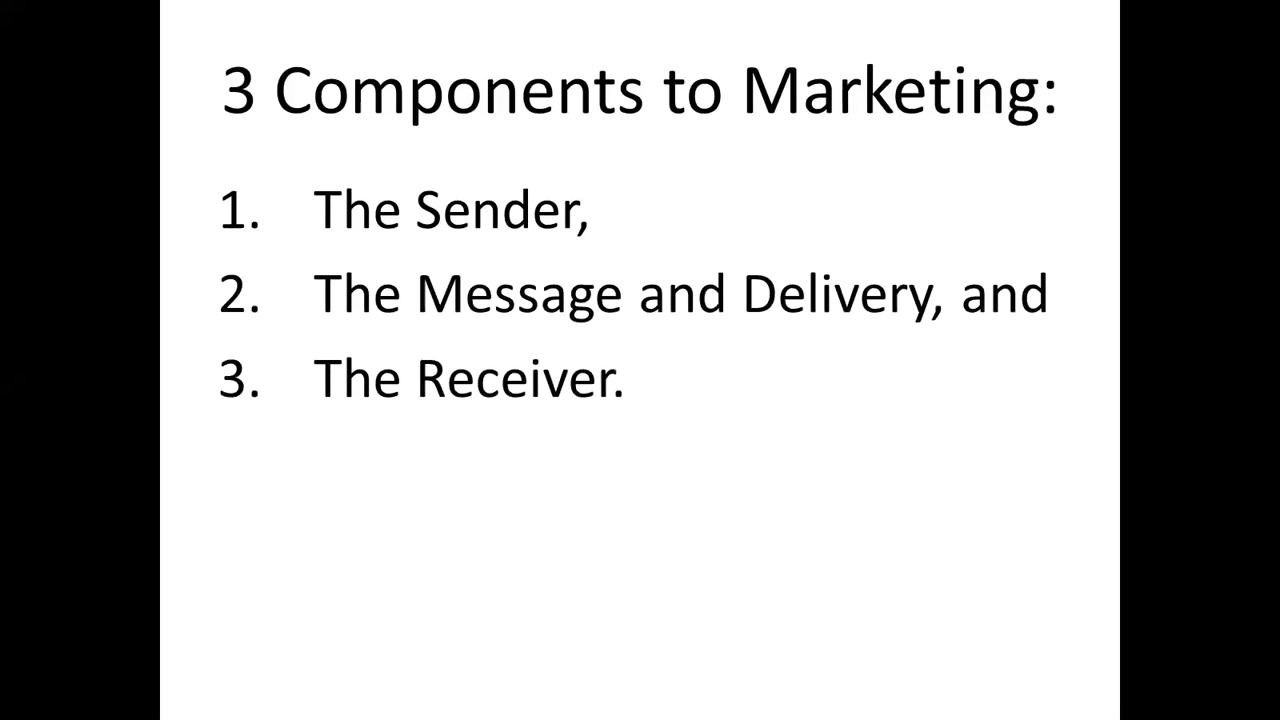 3 Components to Marketing:
1. The Sender,
2. The Message and Delivery, and
3. The Receiver.